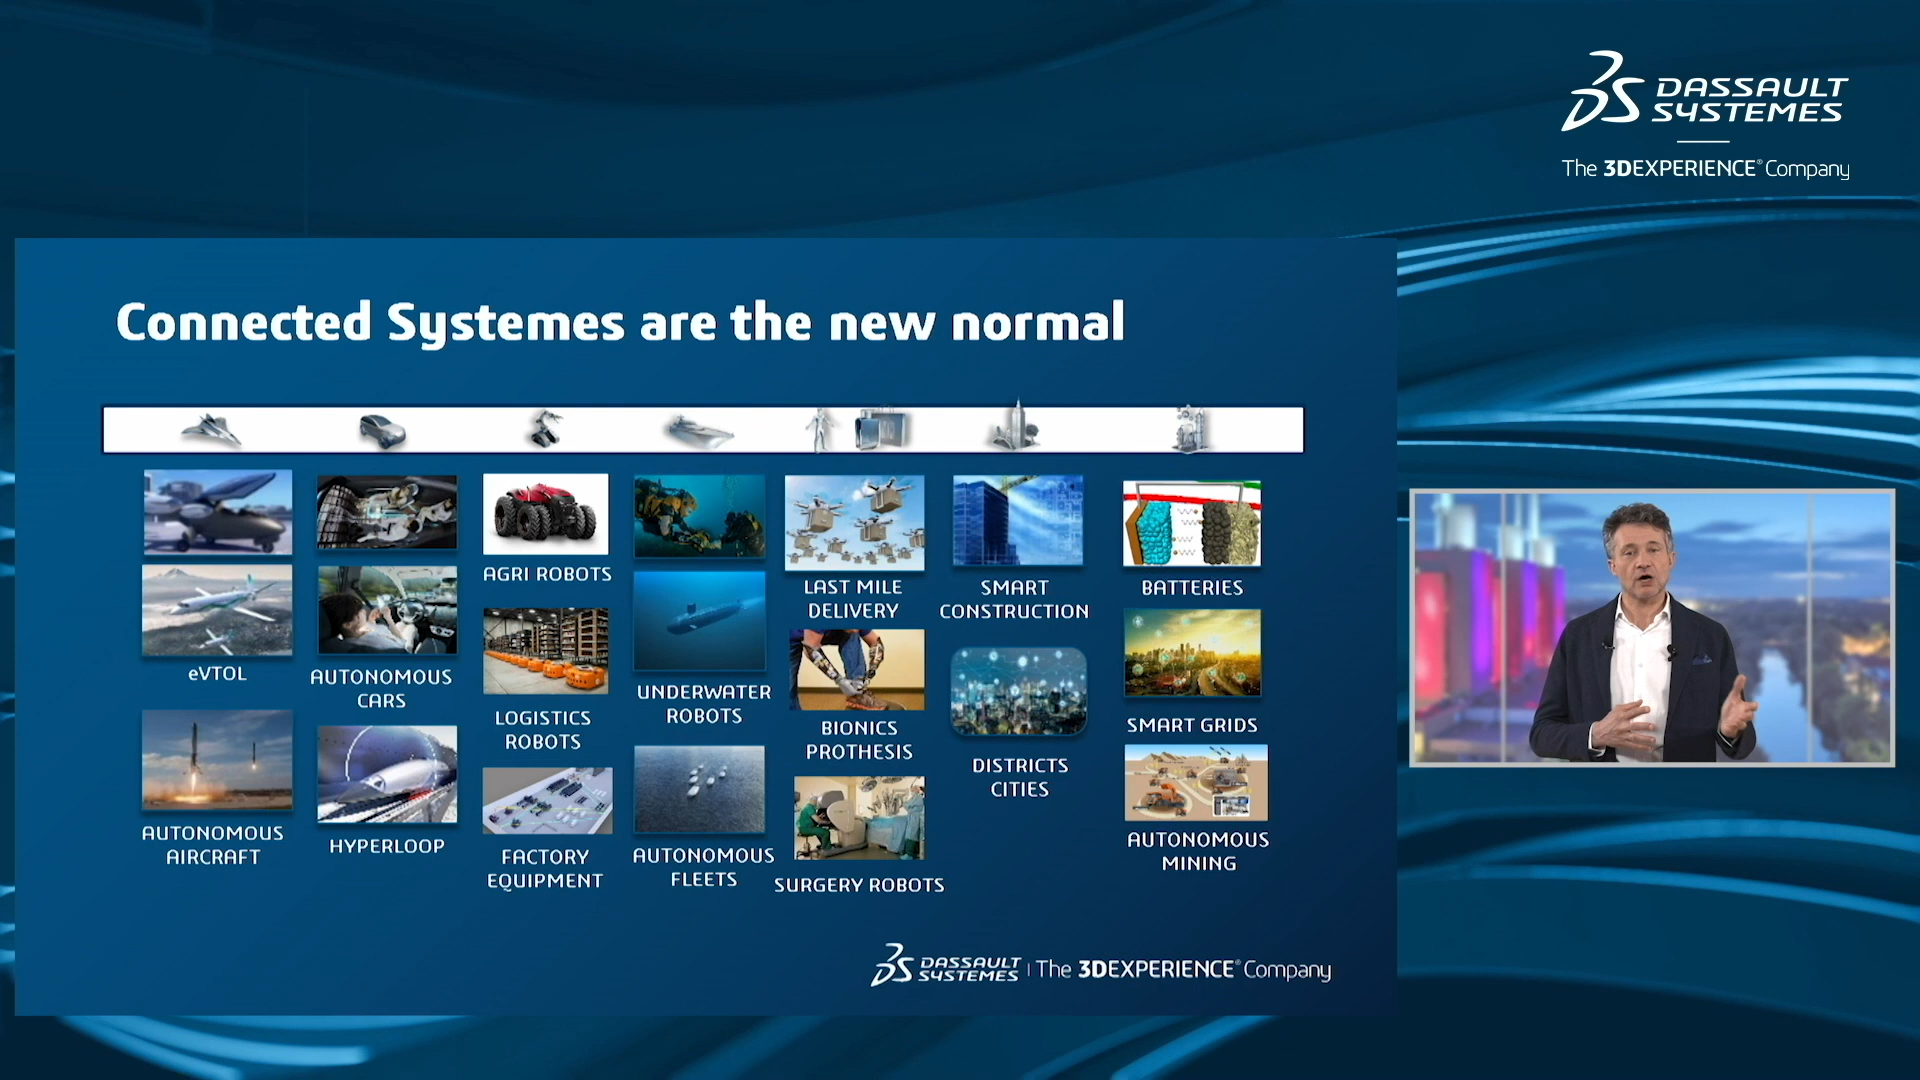 DASSAULT
SYSTEMES
The 3DEXPERIENCE® Company
Connected Systemes are the new normal
eVTOL
AUTONOMOUS
AIRCRAFT
AUTONOMOUS
CARS
HYPERLOOP
AGRI ROBOTS
LOGISTICS
ROBOTS
FACTORY
EQUIPMENT
UNDERWATER
ROBOTS
AUTONOMOUS
FLEETS
LAST MILE
DELIVERY
BIONICS
PROTHESIS
SURGERY ROBOTS
SMART
CONSTRUCTION
DISTRICTS
CITIES
BATTERIES
SMART GRIDS
AUTONOMOUS
MINING
DASSAULT
SYSTEMES | The 3DEXPERIENCE® Company